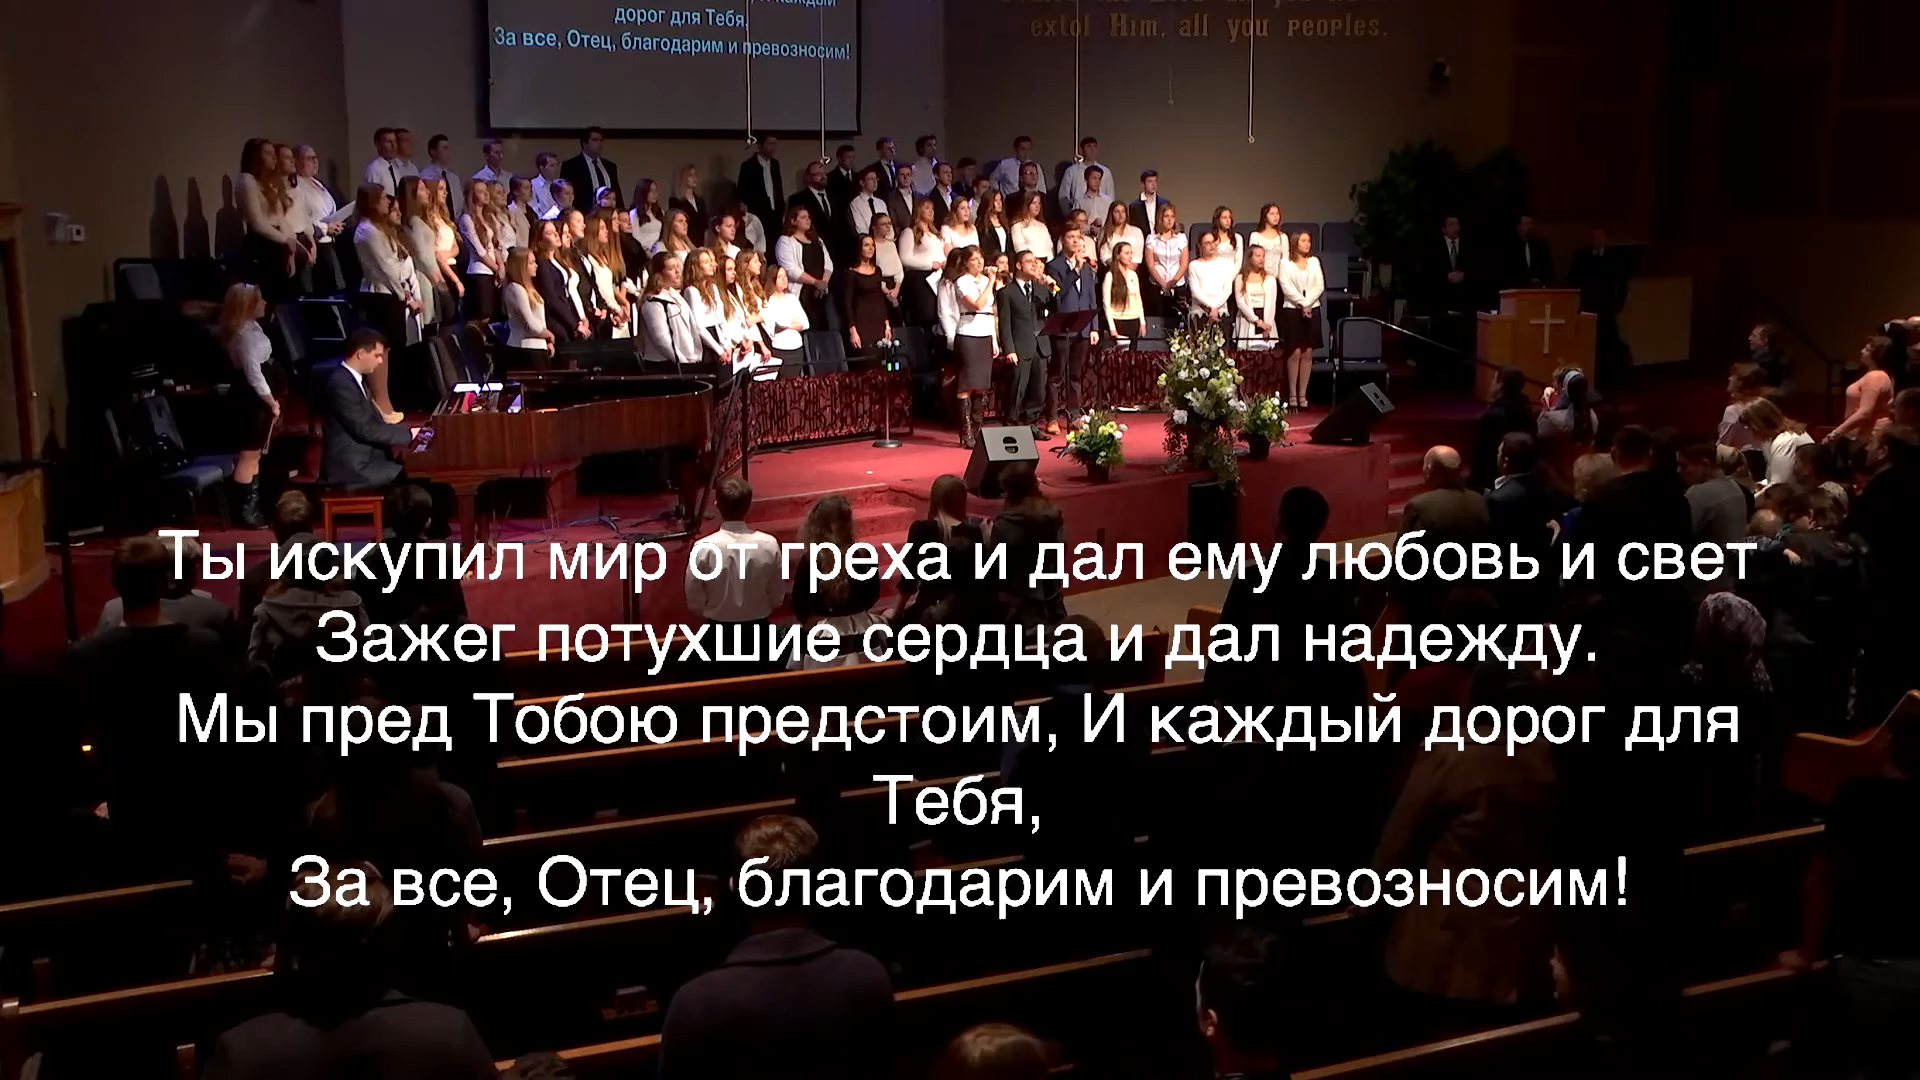 дорог для Тебя,
За все, Отец, благодарим и превозносим!
extol Him, all you peoples.
Ты искупил мир от греха и дал ему любовь и свет
Зажег потухшие сердца и дал надежду.
Мы пред Тобою предстоим, И каждый дорог для
Тебя,
За все, Отец, благодарим и превозносим!